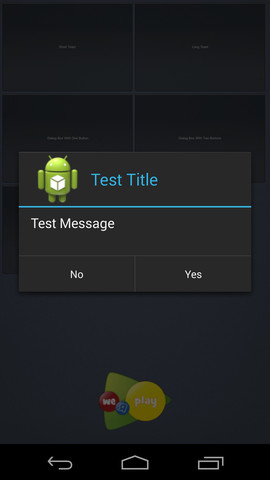 Short Toast
Long Toast
Dialog Box With One Button
Dialog Box With Two Buttons
Test Title
Test Message
No
Yes
we
play